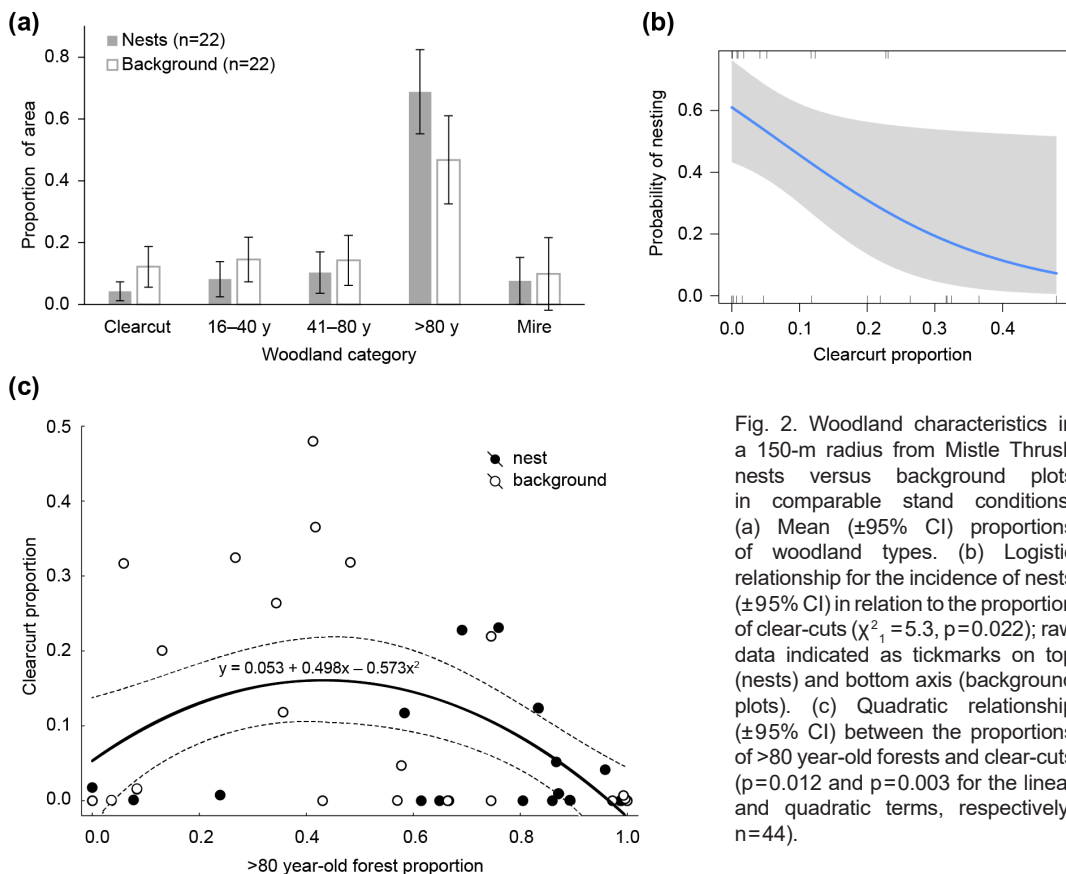 (a)
Nests (n=22)
Background (n=22)
0.8
0.6
0.4
0.2
0.0
Proportion of area
Clearcut
16–40 y
41–80 y
>80 y
Mire
Woodland category
(b)
0.6
0.4
0.2
0.0
Probability of nesting
0.0
0.1
0.2
0.3
0.4
Clearcurt proportion
(c)
0.5
0.4
0.3
0.2
0.1
0.0
Clearcurt proportion
nest
background
y = 0.053 + 0.498x – 0.573x²
0.0
0.2
0.4
0.6
0.8
1.0
>80 year-old forest proportion
Fig. 2. Woodland characteristics in
a 150-m radius from Mistle Thrush
nests versus background plots
in comparable stand conditions
(a) Mean (±95% CI) proportions
of woodland types. (b) Logistic
relationship for the incidence of nests
(±95% CI) in relation to the proportion
of clear-cuts (χ²₁ =5.3, p=0.022); raw
data indicated as tickmarks on top
(nests) and bottom axis (background
plots). (c) Quadratic relationship
(±95% CI) between the proportions
of >80 year-old forests and clear-cuts
(p=0.012 and p=0.003 for the linear
and quadratic terms, respectively
n=44).